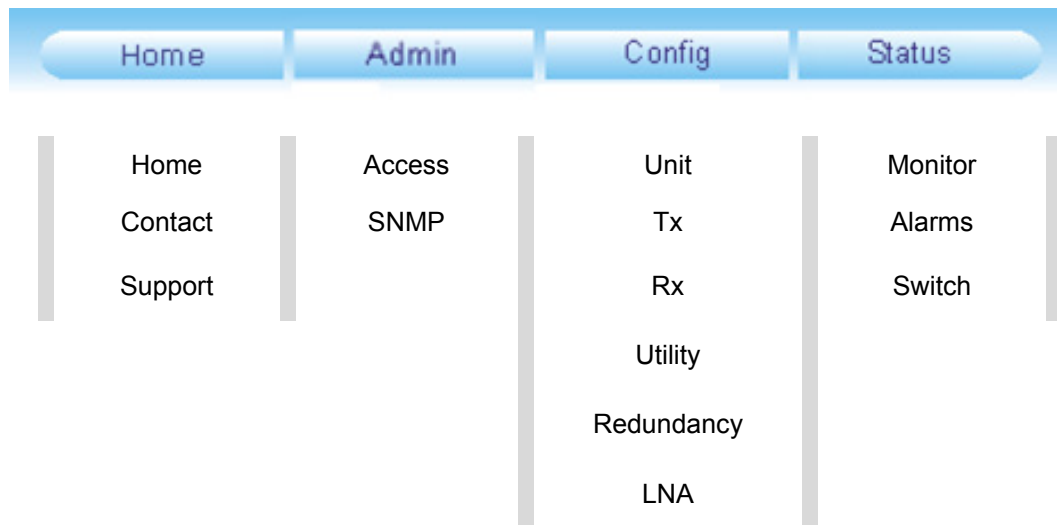 Home Admin Config Status
Home Access Unit Monitor
Contact SNMP Tx Alarms
Support Rx Switch
Utility
Redundancy
LNA